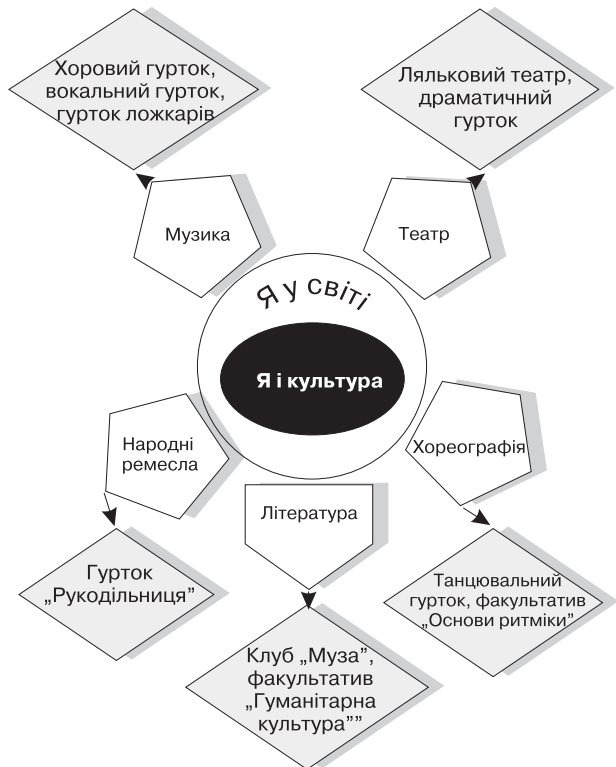 Хоровий гурток,
вокальний гурток,
гурток ложкарів
Ляльковий театр,
драматичний
гурток
Музика
Театр
Я у світі
Я і культура
Народні
ремесла
Хореографія
Література
Гурток
„Рукодільниця”
Танцювальний
гурток, факультатив
„Основи ритміки”
Клуб „Муза”,
факультатив
„Гуманітарна
культура””